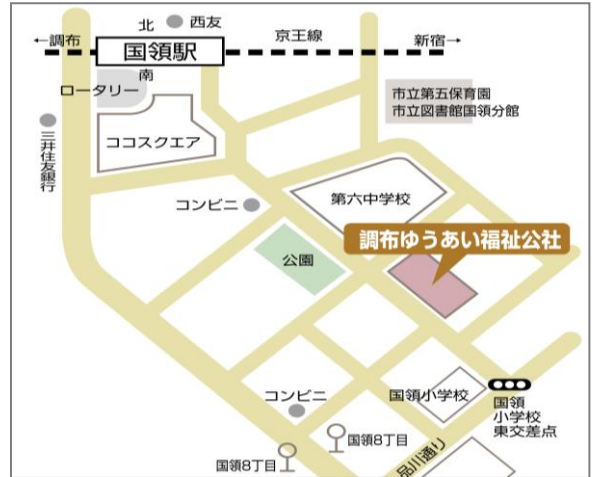 北
西友
京王線
←調布
新宿→
国領駅
南
ロータリー
市立第五保育園
市立図書館国領分館
三井住友銀行
ココスクエア
コンビニ
第六中学校
調布ゆうあい福祉公社
公園
コンビニ
国領小学校
国領
小学校
東交差点
国領8丁目
国領8丁目
品川通り